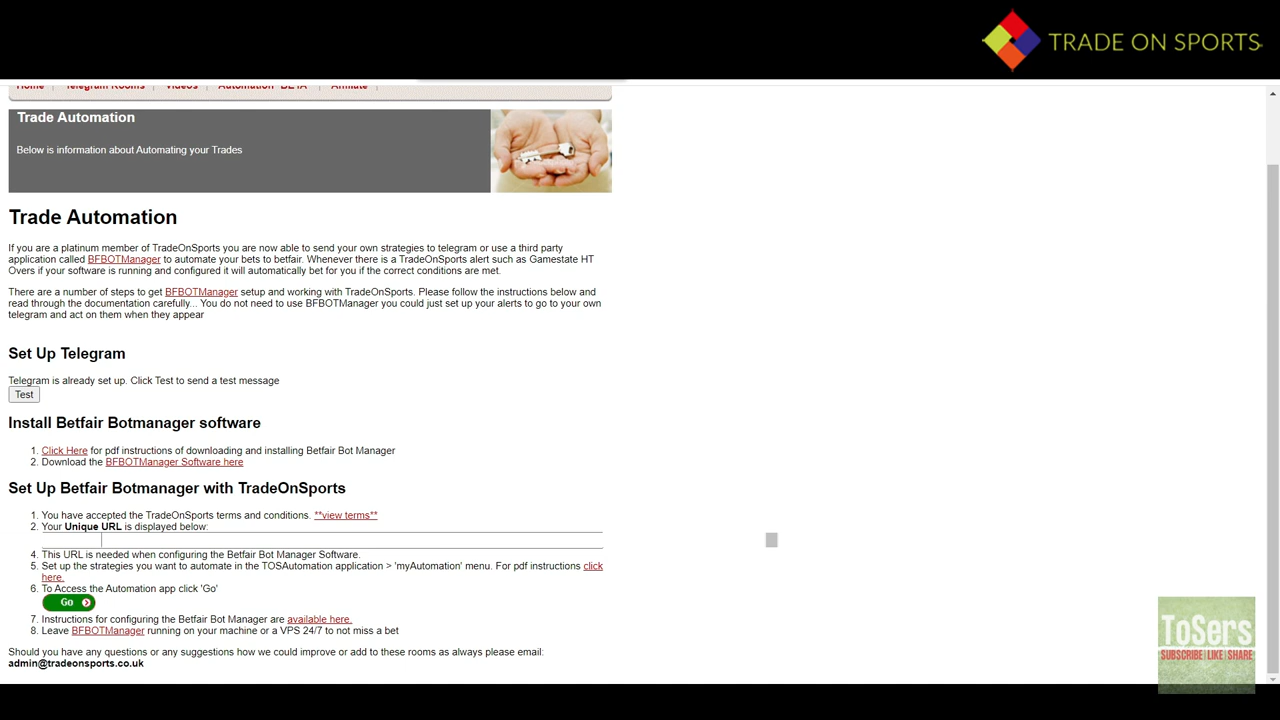 TRADE ON SPORTS
Home
Telegram Rooms
Videos
Automation *BETA*
Affiliate
Trade Automation
Below is information about Automating your Trades
Trade Automation
If you are a platinum member of TradeOnSports you are now able to send your own strategies to telegram or use a third party
application called BFBOTManager to automate your bets to betfair. Whenever there is a TradeOnSports alert such as Gamestate HT
Overs if your software is running and configured it will automatically bet for you if the correct conditions are met.
There are a number of steps to get BFBOTManager setup and working with TradeOnSports. Please follow the instructions below and
read through the documentation carefully... You do not need to use BFBOTManager you could just set up your alerts to go to your own
telegram and act on them when they appear
Set Up Telegram
Telegram is already set up. Click Test to send a test message
Test
Install Betfair Botmanager software
1. Click Here for pdf instructions of downloading and installing Betfair Bot Manager
2. Download the BFBOTManager Software here
Set Up Betfair Botmanager with TradeOnSports
1. You have accepted the TradeOnSports terms and conditions. **view terms**
2. Your Unique URL is displayed below:
4. This URL is needed when configuring the Betfair Bot Manager Software.
5. Set up the strategies you want to automate in the TOSAutomation application > 'myAutomation' menu. For pdf instructions click
here.
6. To Access the Automation app click 'Go'
Go
7. Instructions for configuring the Betfair Bot Manager are available here.
8. Leave BFBOTManager running on your machine or a VPS 24/7 to not miss a bet
Should you have any questions or any suggestions how we could improve or add to these rooms as always please email:
admin@tradeonsports.co.uk
ToSers
SUBSCRIBE|LIKE|SHARE